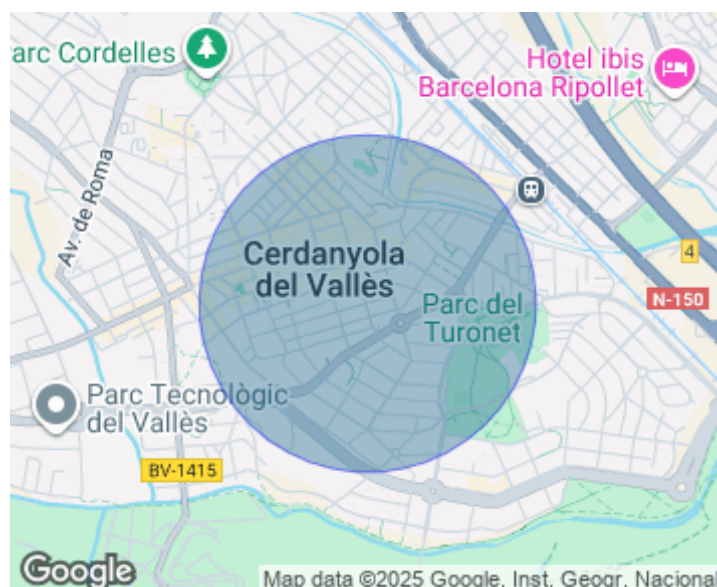 arc Cordelles
Hotel ibis
Barcelona Ripollet
Av. de Roma
Cerdanyola
del Vallès
4
N-150
Parc del
Turonet
Parc Tecnològic
del Vallès
BV-1415
Google
Map data ©2025 Google, Inst. Geogr. Nacional